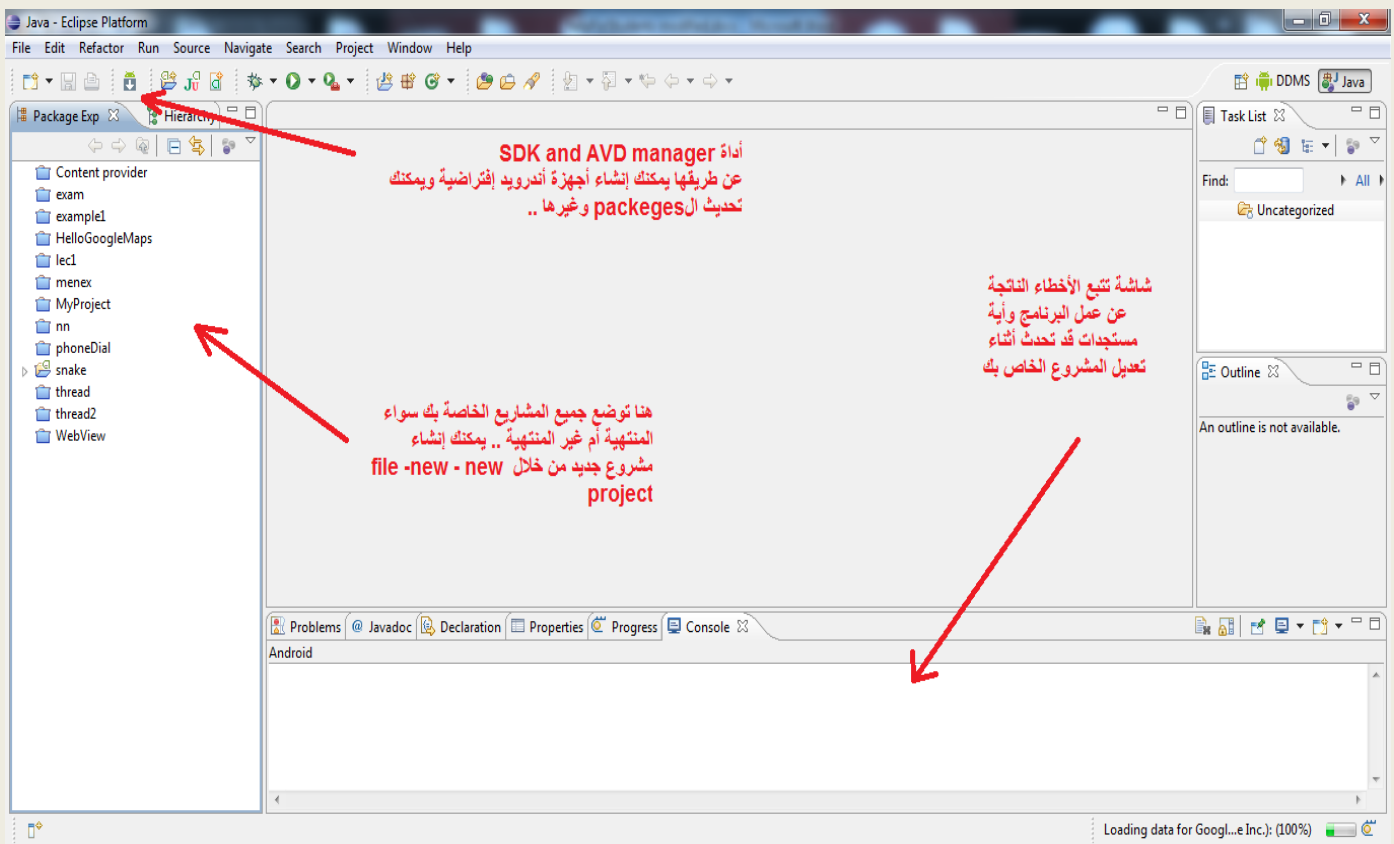 Java - Eclipse Platform
File Edit Refactor Run Source Navigate Search Project Window Help
DDMS Java
Package Exp Hierarchy
Task List
Content provider
exam
example1
HelloGoogleMaps
lec1
menex
MyProject
nn
phoneDial
snake
thread
thread2
WebView
أداة SDK and AVD manager
عن طريقها يمكنك إنشاء أجهزة أندرويد إفتراضية ويمكنك
تحديث الpackeges وغيرها ..
هنا توضع جميع المشاريع الخاصة بك سواء
المنتهية أم غير المنتهية .. يمكنك إنشاء
مشروع جديد من خلال file -new - new
project
شاشة تتبع الأخطاء الناتجة
عن عمل البرنامج وأية
مستجدات قد تحدث أثناء
تعديل المشروع الخاص بك
Find: All
Uncategorized
Outline
An outline is not available.
Problems @ Javadoc Declaration Properties Progress Console
Android
Loading data for Googl...e Inc.): (100%)